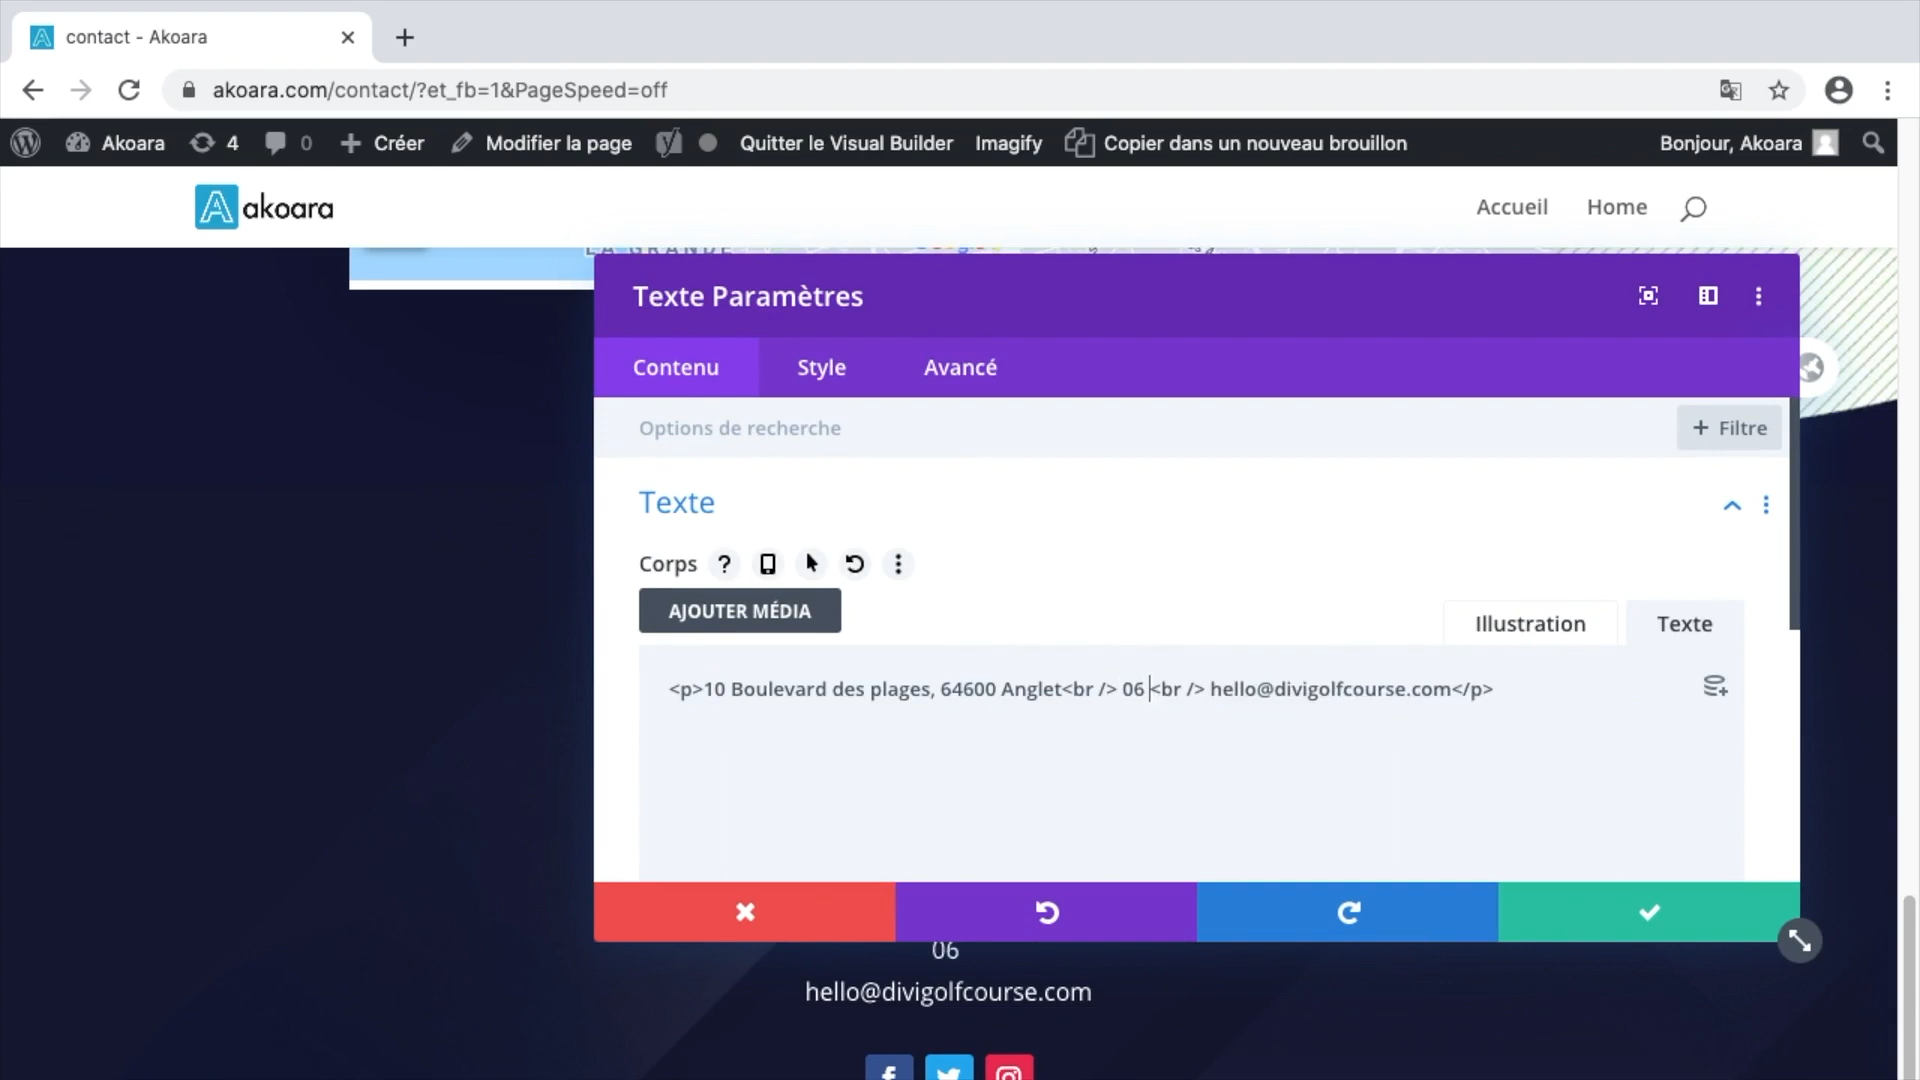 contact - Akoara
akoara.com/contact/?et_fb=1&PageSpeed=off
Akoara 4 0 Créer Modifier la page Quitter le Visual Builder Imagify Copier dans un nouveau brouillon Bonjour, Akoara
akoara Accueil Home
LA GRANDE
Texte Paramètres
Contenu Style Avancé
Options de recherche + Filtre
Texte
Corps ?
AJOUTER MÉDIA
Illustration Texte
<p>10 Boulevard des plages, 64600 Anglet<br /> 06 <br /> hello@divigolfcourse.com</p>
06
hello@divigolfcourse.com